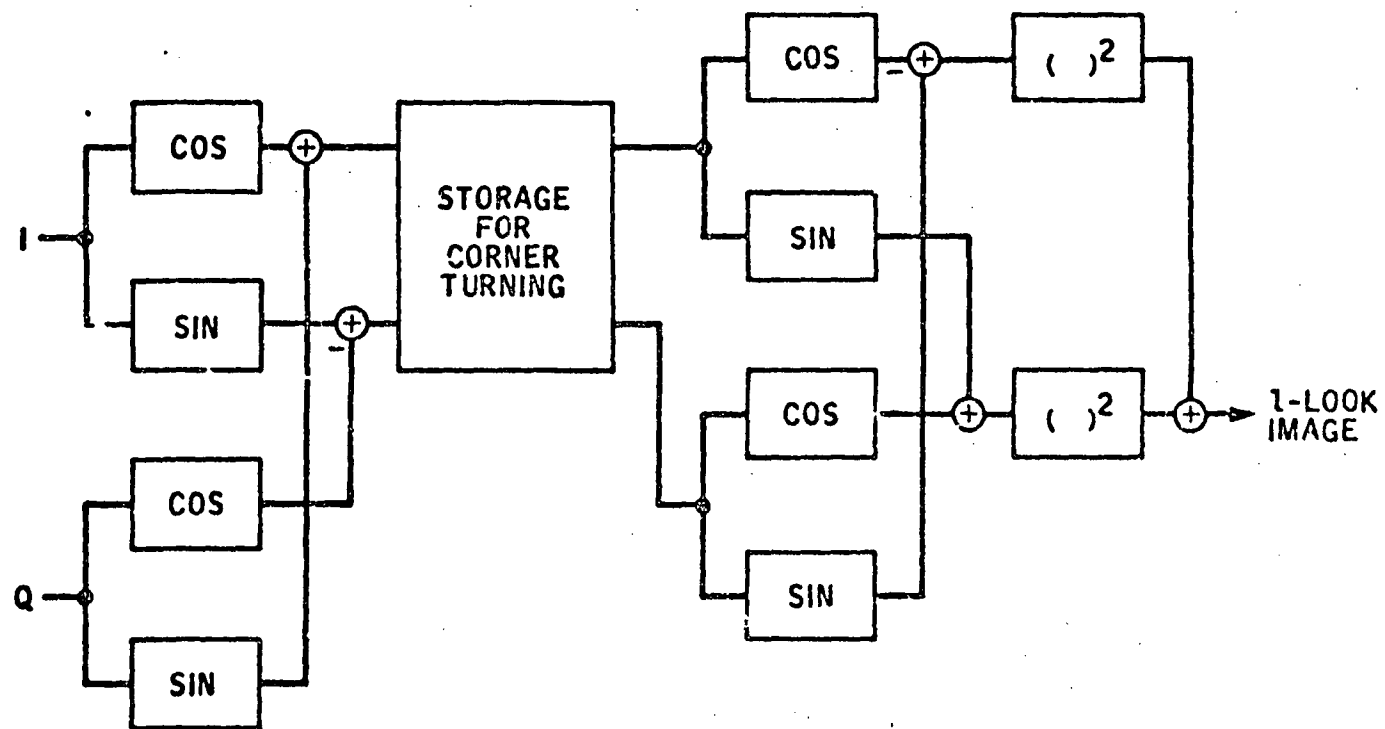 I
COS
+
SIN
+
-
Q
COS
SIN
STORAGE
FOR
CORNER
TURNING
COS
-
+
( )2
SIN
COS
+
( )2
+
1-LOOK
IMAGE
SIN